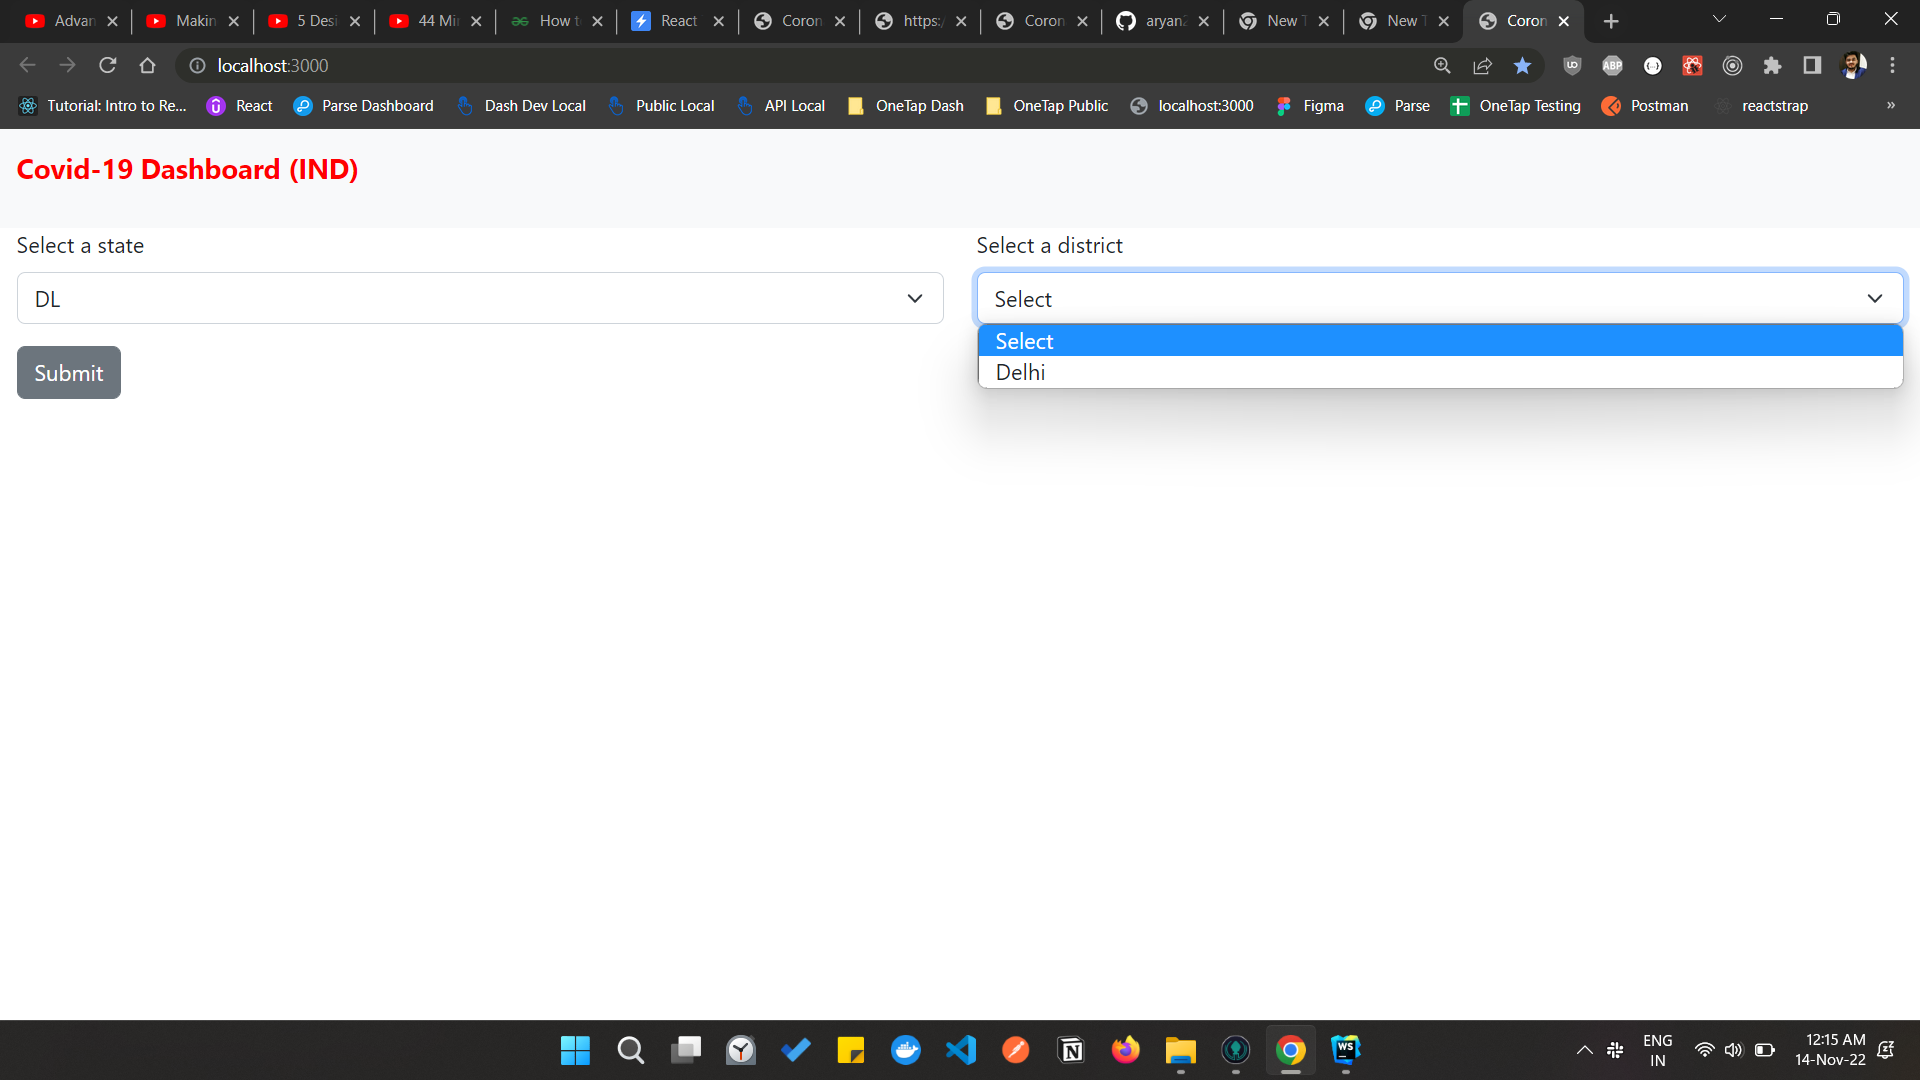 Advan
Makin
5 Desi
44 Min
How t
React
Coron
https:/
Coron
aryan2
New T
New T
Coron
localhost:3000
Tutorial: Intro to Re...
React
Parse Dashboard
Dash Dev Local
Public Local
API Local
OneTap Dash
OneTap Public
localhost:3000
Figma
Parse
OneTap Testing
Postman
reactstrap
»
Covid-19 Dashboard (IND)
Select a state
Select a district
DL
Select
Select
Submit
Delhi
ENG
IN
12:15 AM
14-Nov-22